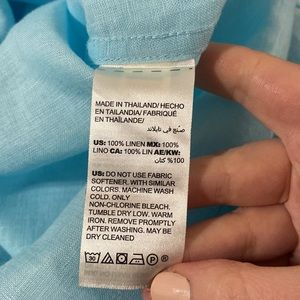 MADE IN THAILAND/ HECHO
EN TAILANDIA/ FABRIQUÉ
EN THAÏLANDE/
صنع في تايلاند
US: 100% LINEN MX: 100%
LINO CA: 100% LIN AE/KW:
100% كتان
US: DO NOT USE FABRIC
SOFTENER. WITH SIMILAR
COLORS. MACHINE WASH
COLD. ONLY
NON-CHLORINE BLEACH.
TUMBLE DRY LOW. WARM
IRON. REMOVE PROMPTLY
AFTER WASHING. MAY BE
DRY CLEANED
30
P